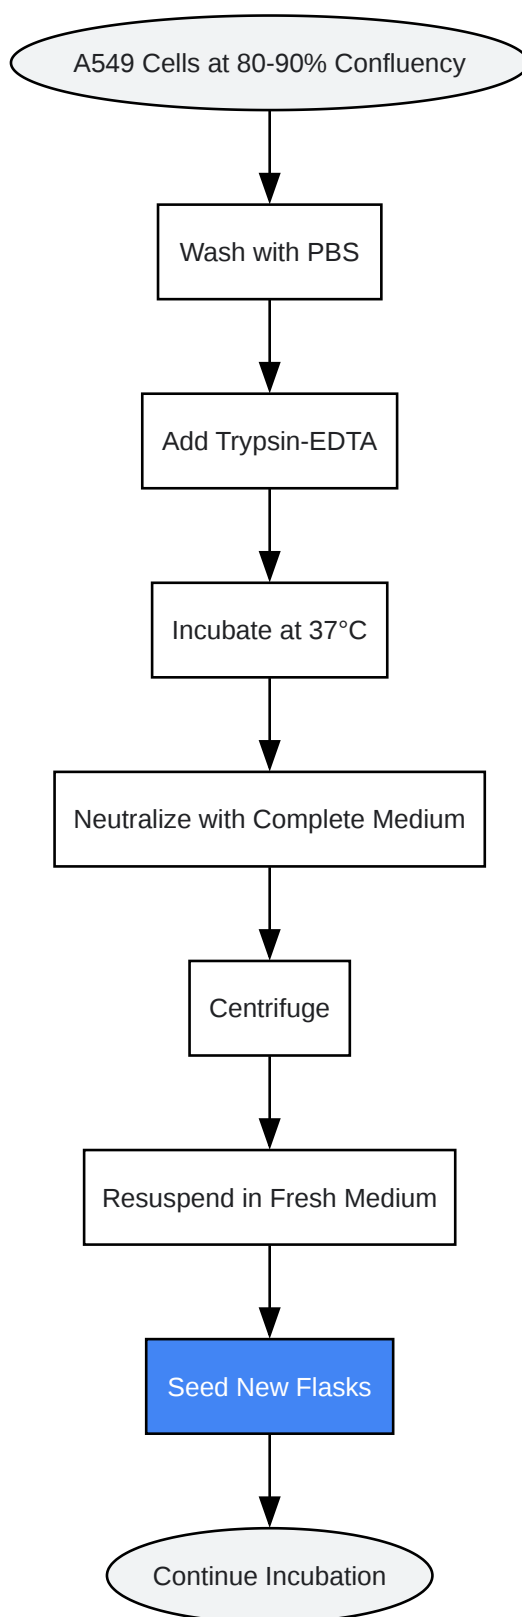 A549 Cells at 80-90% Confluency
Wash with PBS
Add Trypsin-EDTA
Incubate at 37°C
Neutralize with Complete Medium
Centrifuge
Resuspend in Fresh Medium
Seed New Flasks
Continue Incubation